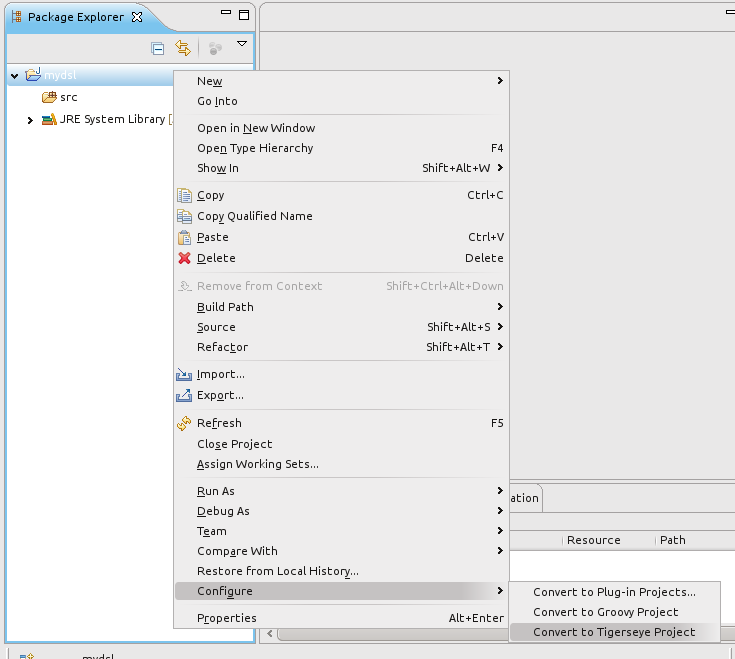 Package Explorer
mydsl
src
JRE System Library [
New
Go Into
Open in New Window
Open Type Hierarchy F4
Show In Shift+Alt+W
Copy Ctrl+C
Copy Qualified Name
Paste Ctrl+V
Delete Delete
Remove from Context Shift+Ctrl+Alt+Down
Build Path
Source Shift+Alt+S
Refactor Shift+Alt+T
Import...
Export...
Refresh F5
Close Project
Assign Working Sets...
Run As
Debug As
Team
Compare With
Restore from Local History...
Configure
Properties Alt+Enter
ation
Resource Path
Convert to Plug-in Projects...
Convert to Groovy Project
Convert to Tigerseye Project
mydsl